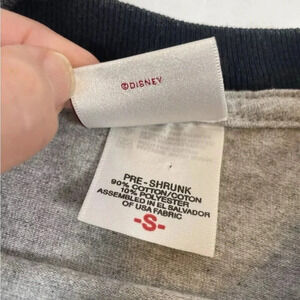 ©DISNEY
PRE-SHRUNK
90% COTTON/COTON
10% POLYESTER
ASSEMBLED IN EL SALVADOR
OF USA FABRIC
-S-